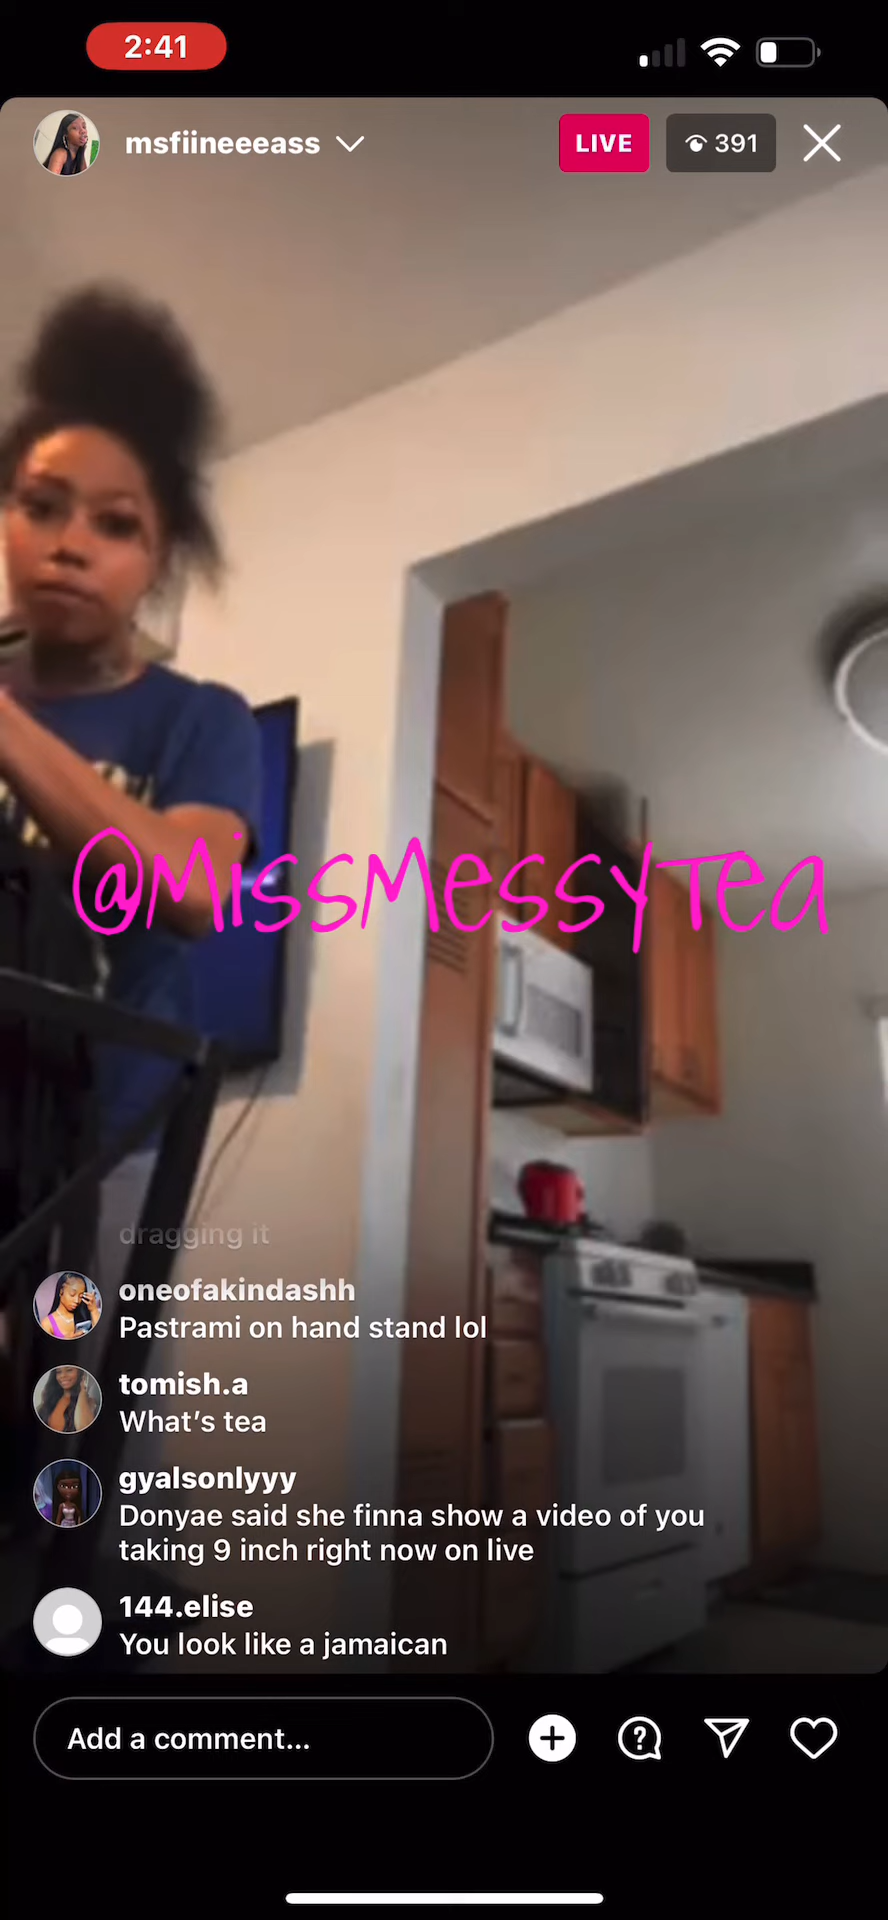 2:41
msfiineeeass
LIVE
391
@MissMessyTea
dragging it
oneofakindashh
Pastrami on hand stand lol
tomish.a
What's tea
gyalsonlyyy
Donyae said she finna show a video of you
taking 9 inch right now on live
144.elise
You look like a jamaican
Add a comment...